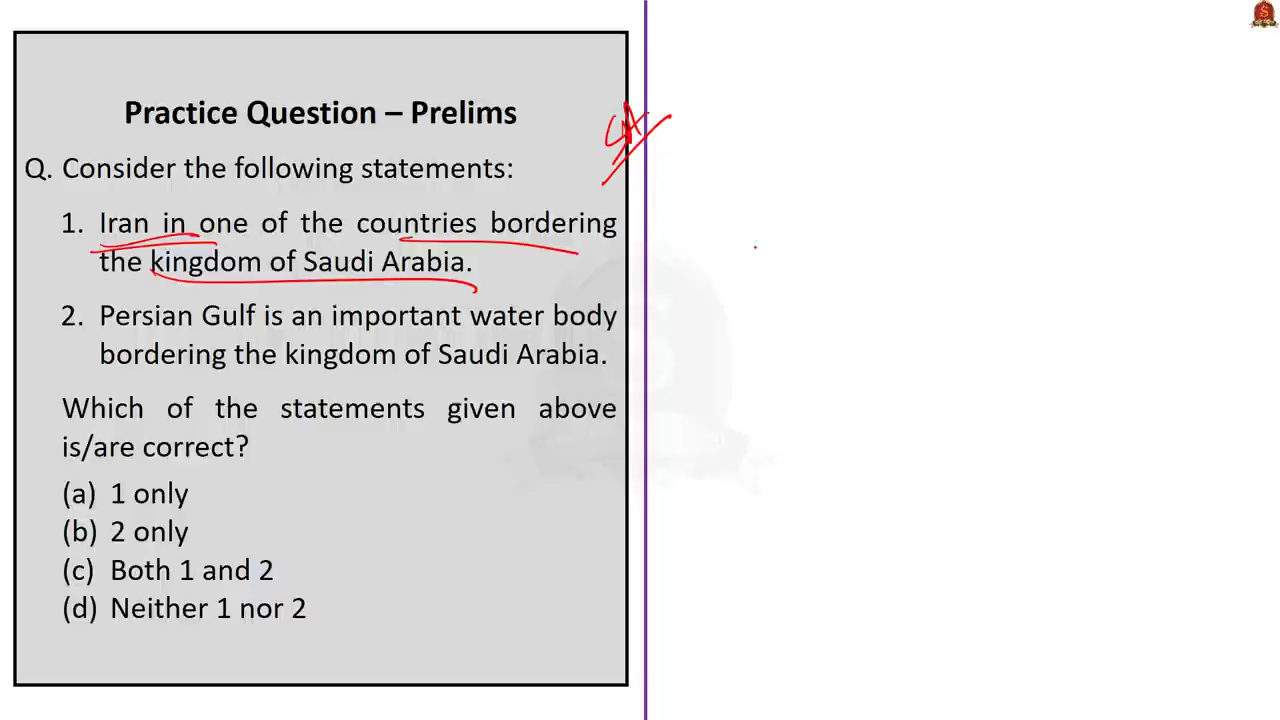 Practice Question – Prelims
SA
Q. Consider the following statements:
1. Iran in one of the countries bordering
the kingdom of Saudi Arabia.
2. Persian Gulf is an important water body
bordering the kingdom of Saudi Arabia.
Which of the statements given above
is/are correct?
(a) 1 only
(b) 2 only
(c) Both 1 and 2
(d) Neither 1 nor 2